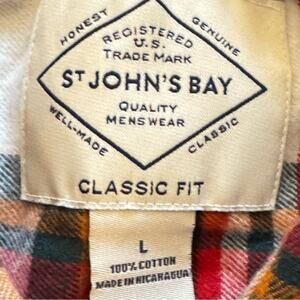 HONEST GENUINE
REGISTERED
U.S.
TRADE MARK
ST JOHN'S BAY
QUALITY
MENSWEAR
WELL-MADE CLASSIC
CLASSIC FIT
L
100% COTTON
MADE IN NICARAGUA